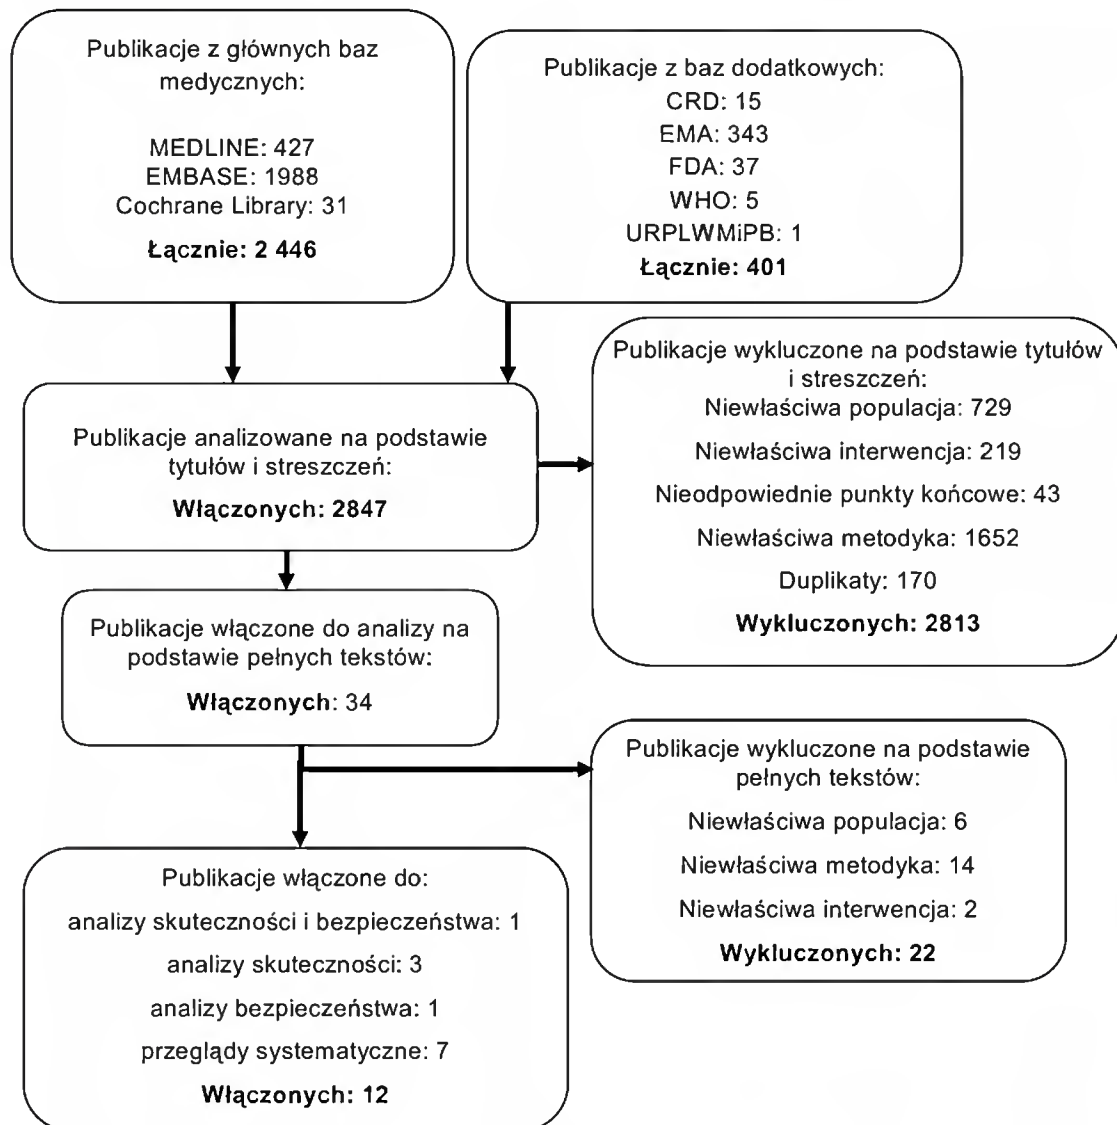 Publikacje z głównych baz
medycznych:
MEDLINE: 427
EMBASE: 1988
Cochrane Library: 31
Łącznie: 2 446
Publikacje z baz dodatkowych:
CRD: 15
EMA: 343
FDA: 37
WHO: 5
URPLWMiPB: 1
Łącznie: 401
Publikacje analizowane na podstawie
tytułów i streszczeń:
Włączonych: 2847
Publikacje wykluczone na podstawie tytułów
i streszczeń:
Niewłaściwa populacja: 729
Niewłaściwa interwencja: 219
Nieodpowiednie punkty końcowe: 43
Niewłaściwa metodyka: 1652
Duplikaty: 170
Wykluczonych: 2813
Publikacje włączone do analizy na
podstawie pełnych tekstów:
Włączonych: 34
Publikacje wykluczone na podstawie
pełnych tekstów:
Niewłaściwa populacja: 6
Niewłaściwa metodyka: 14
Niewłaściwa interwencja: 2
Wykluczonych: 22
Publikacje włączone do:
analizy skuteczności i bezpieczeństwa: 1
analizy skuteczności: 3
analizy bezpieczeństwa: 1
przeglądy systematyczne: 7
Włączonych: 12